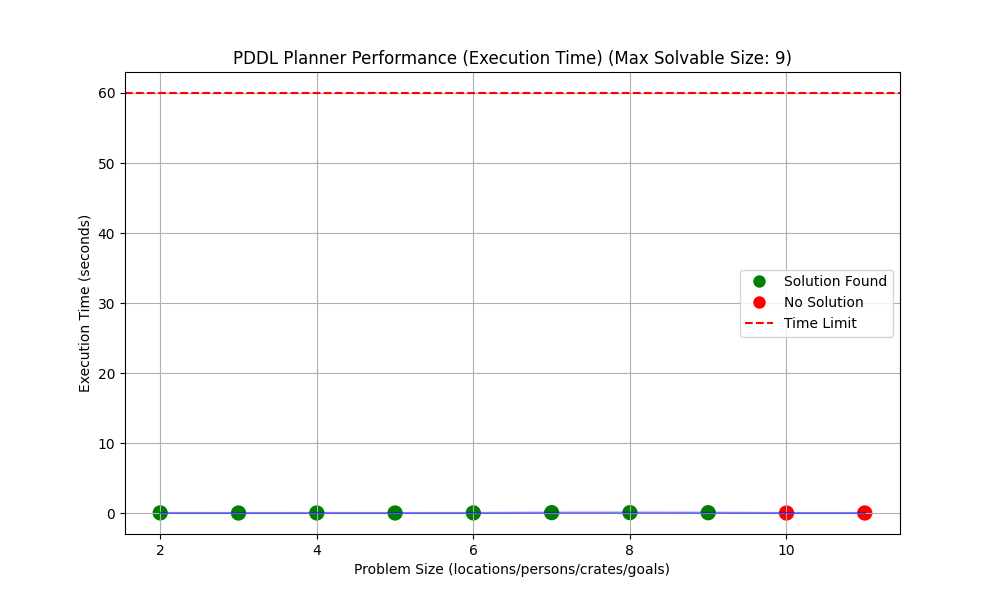 PDDL Planner Performance (Execution Time) (Max Solvable Size: 9)
60
50
40
30
20
10
0
Execution Time (seconds)
Solution Found
No Solution
Time Limit
2
4
6
8
10
Problem Size (locations/persons/crates/goals)